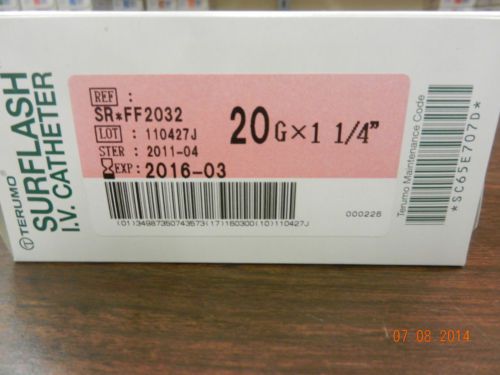 TERUMO
SURFLASH
I.V. CATHETER
REF :
SR*FF2032
LOT : 110427J
STER : 2011-04
EXP: 2016-03
20G×1 1/4"
(01)34987350743573(17)160300(10)110427J
000226
Terumo Maintenance Code
*SC65E707D*
07 08 2014